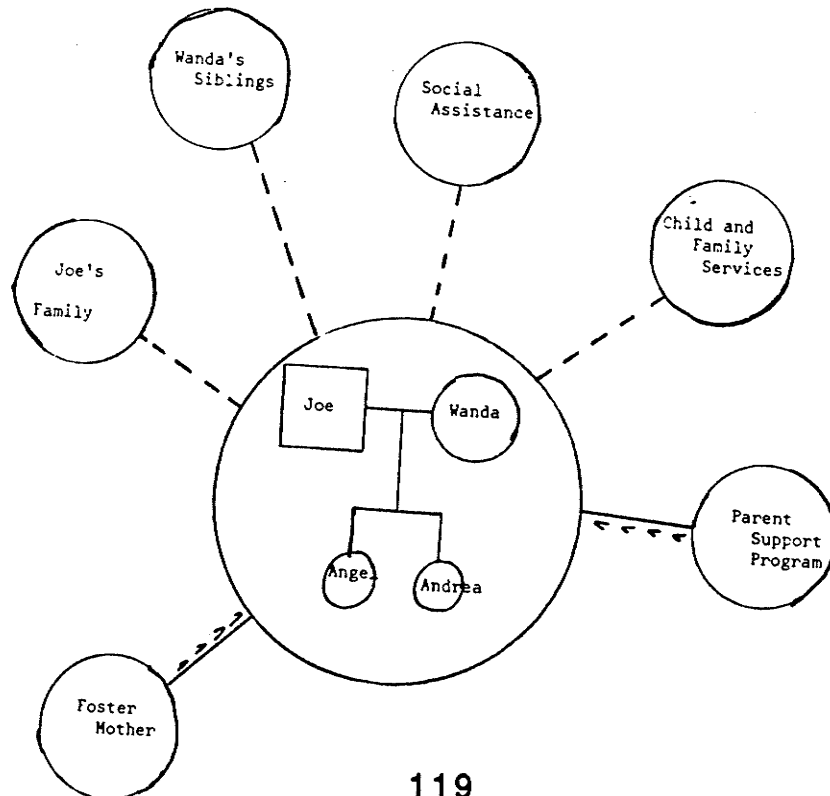 Wanda's
Siblings
Social
Assistance
Child and
Family
Services
Joe's
Family
Joe
Wanda
Angel
Andrea
Parent
Support
Program
Foster
Mother
119